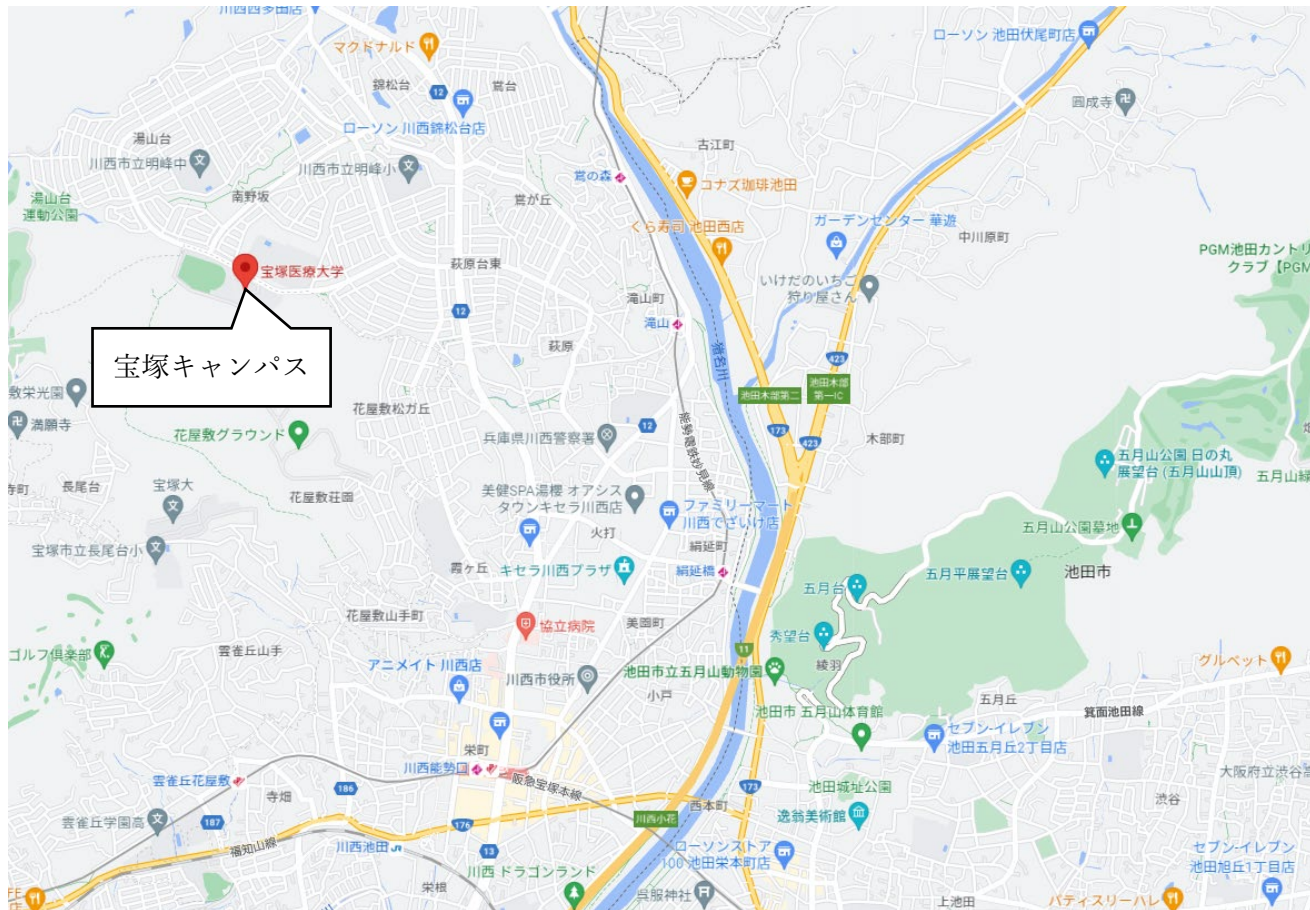 川西西多田店
マクドナルド
ローソン 池田伏尾町店
錦松台
鴬台
12
圓成寺
ローソン 川西錦松台店
湯山台
古江町
川西市立明峰中
川西市立明峰小
鴬の森
コナズ珈琲池田
湯山台
運動公園
南野坂
鴬が丘
くら寿司 池田西店
ガーデンセンター 華遊
中川原町
PGM池田カントリ
クラブ【PGM
宝塚医療大学
萩原台東
いけだのいちご
狩り屋さん
滝山町
12
滝山
宝塚キャンパス
萩原
猪名川
423
池田木部第二
池田木部
第一IC
敷栄光園
満願寺
花屋敷松ガ丘
花屋敷グラウンド
兵庫県川西警察署
12
能勢電鉄妙見線
173
423
木部町
五月山公園 日の丸
展望台 (五月山山頂)
五月山緑
寺町
長尾台
宝塚大
花屋敷荘園
美健SPA湯櫻 オアシス
タウンキセラ川西店
ファミリーマート
川西でざいけ店
五月山公園墓地
宝塚市立長尾台小
火打
絹延町
霞ヶ丘
キセラ川西プラザ
絹延橋
五月台
五月平展望台
池田市
花屋敷山手町
協立病院
美園町
秀望台
ゴルフ倶楽部
雲雀丘山手
アニメイト 川西店
川西市役所
11
池田市立五月山動物園
綾羽
グルペット
小戸
五月丘
箕面池田線
池田市 五月山体育館
セブン-イレブン
池田五月丘2丁目店
栄町
川西能勢口
阪急宝塚本線
雲雀丘花屋敷
186
寺畑
173
池田城址公園
大阪府立渋谷高
西本町
渋谷
雲雀丘学園高
187
176
川西小花
逸翁美術館
福知山線
川西池田
JR
13
ローソンストア
100 池田栄本町店
セブン-イレブン
池田旭丘1丁目店
川西 ドラゴンランド
栄根
呉服神社
上池田
パティスリーハレ